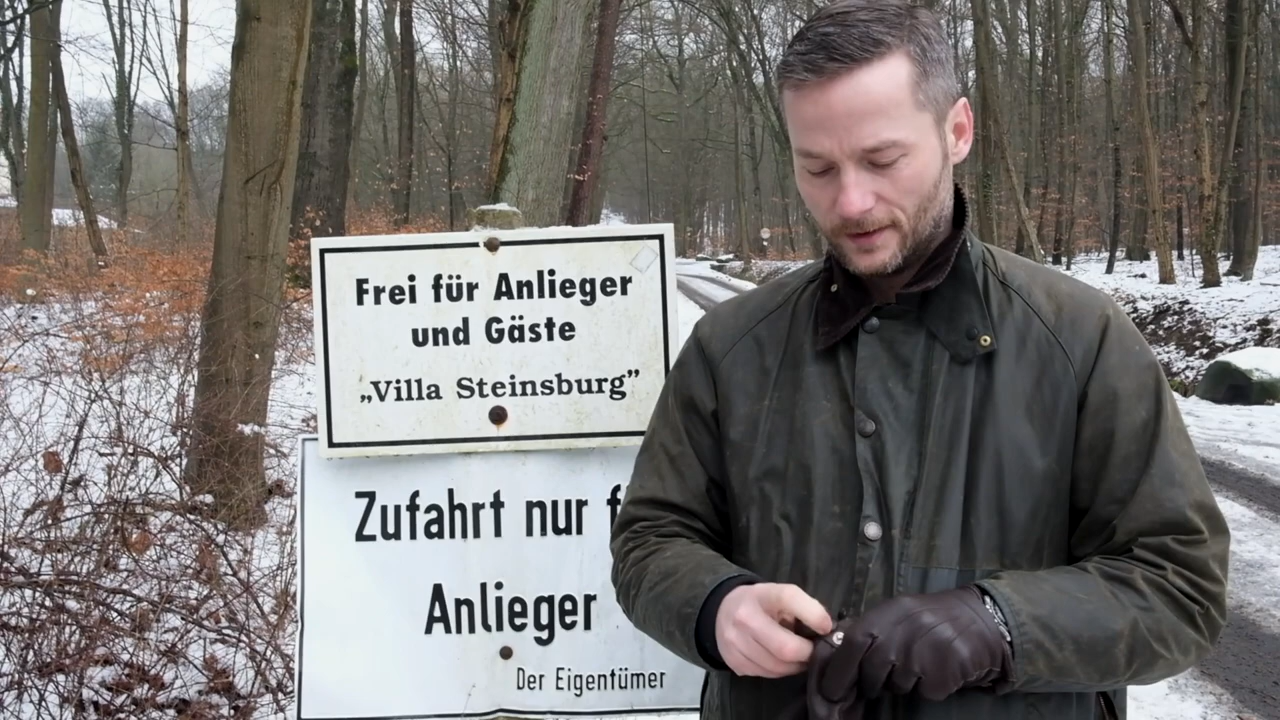 Frei für Anlieger
und Gäste
„Villa Steinsburg”
Zufahrt nur
Anlieger
Der Eigentümer